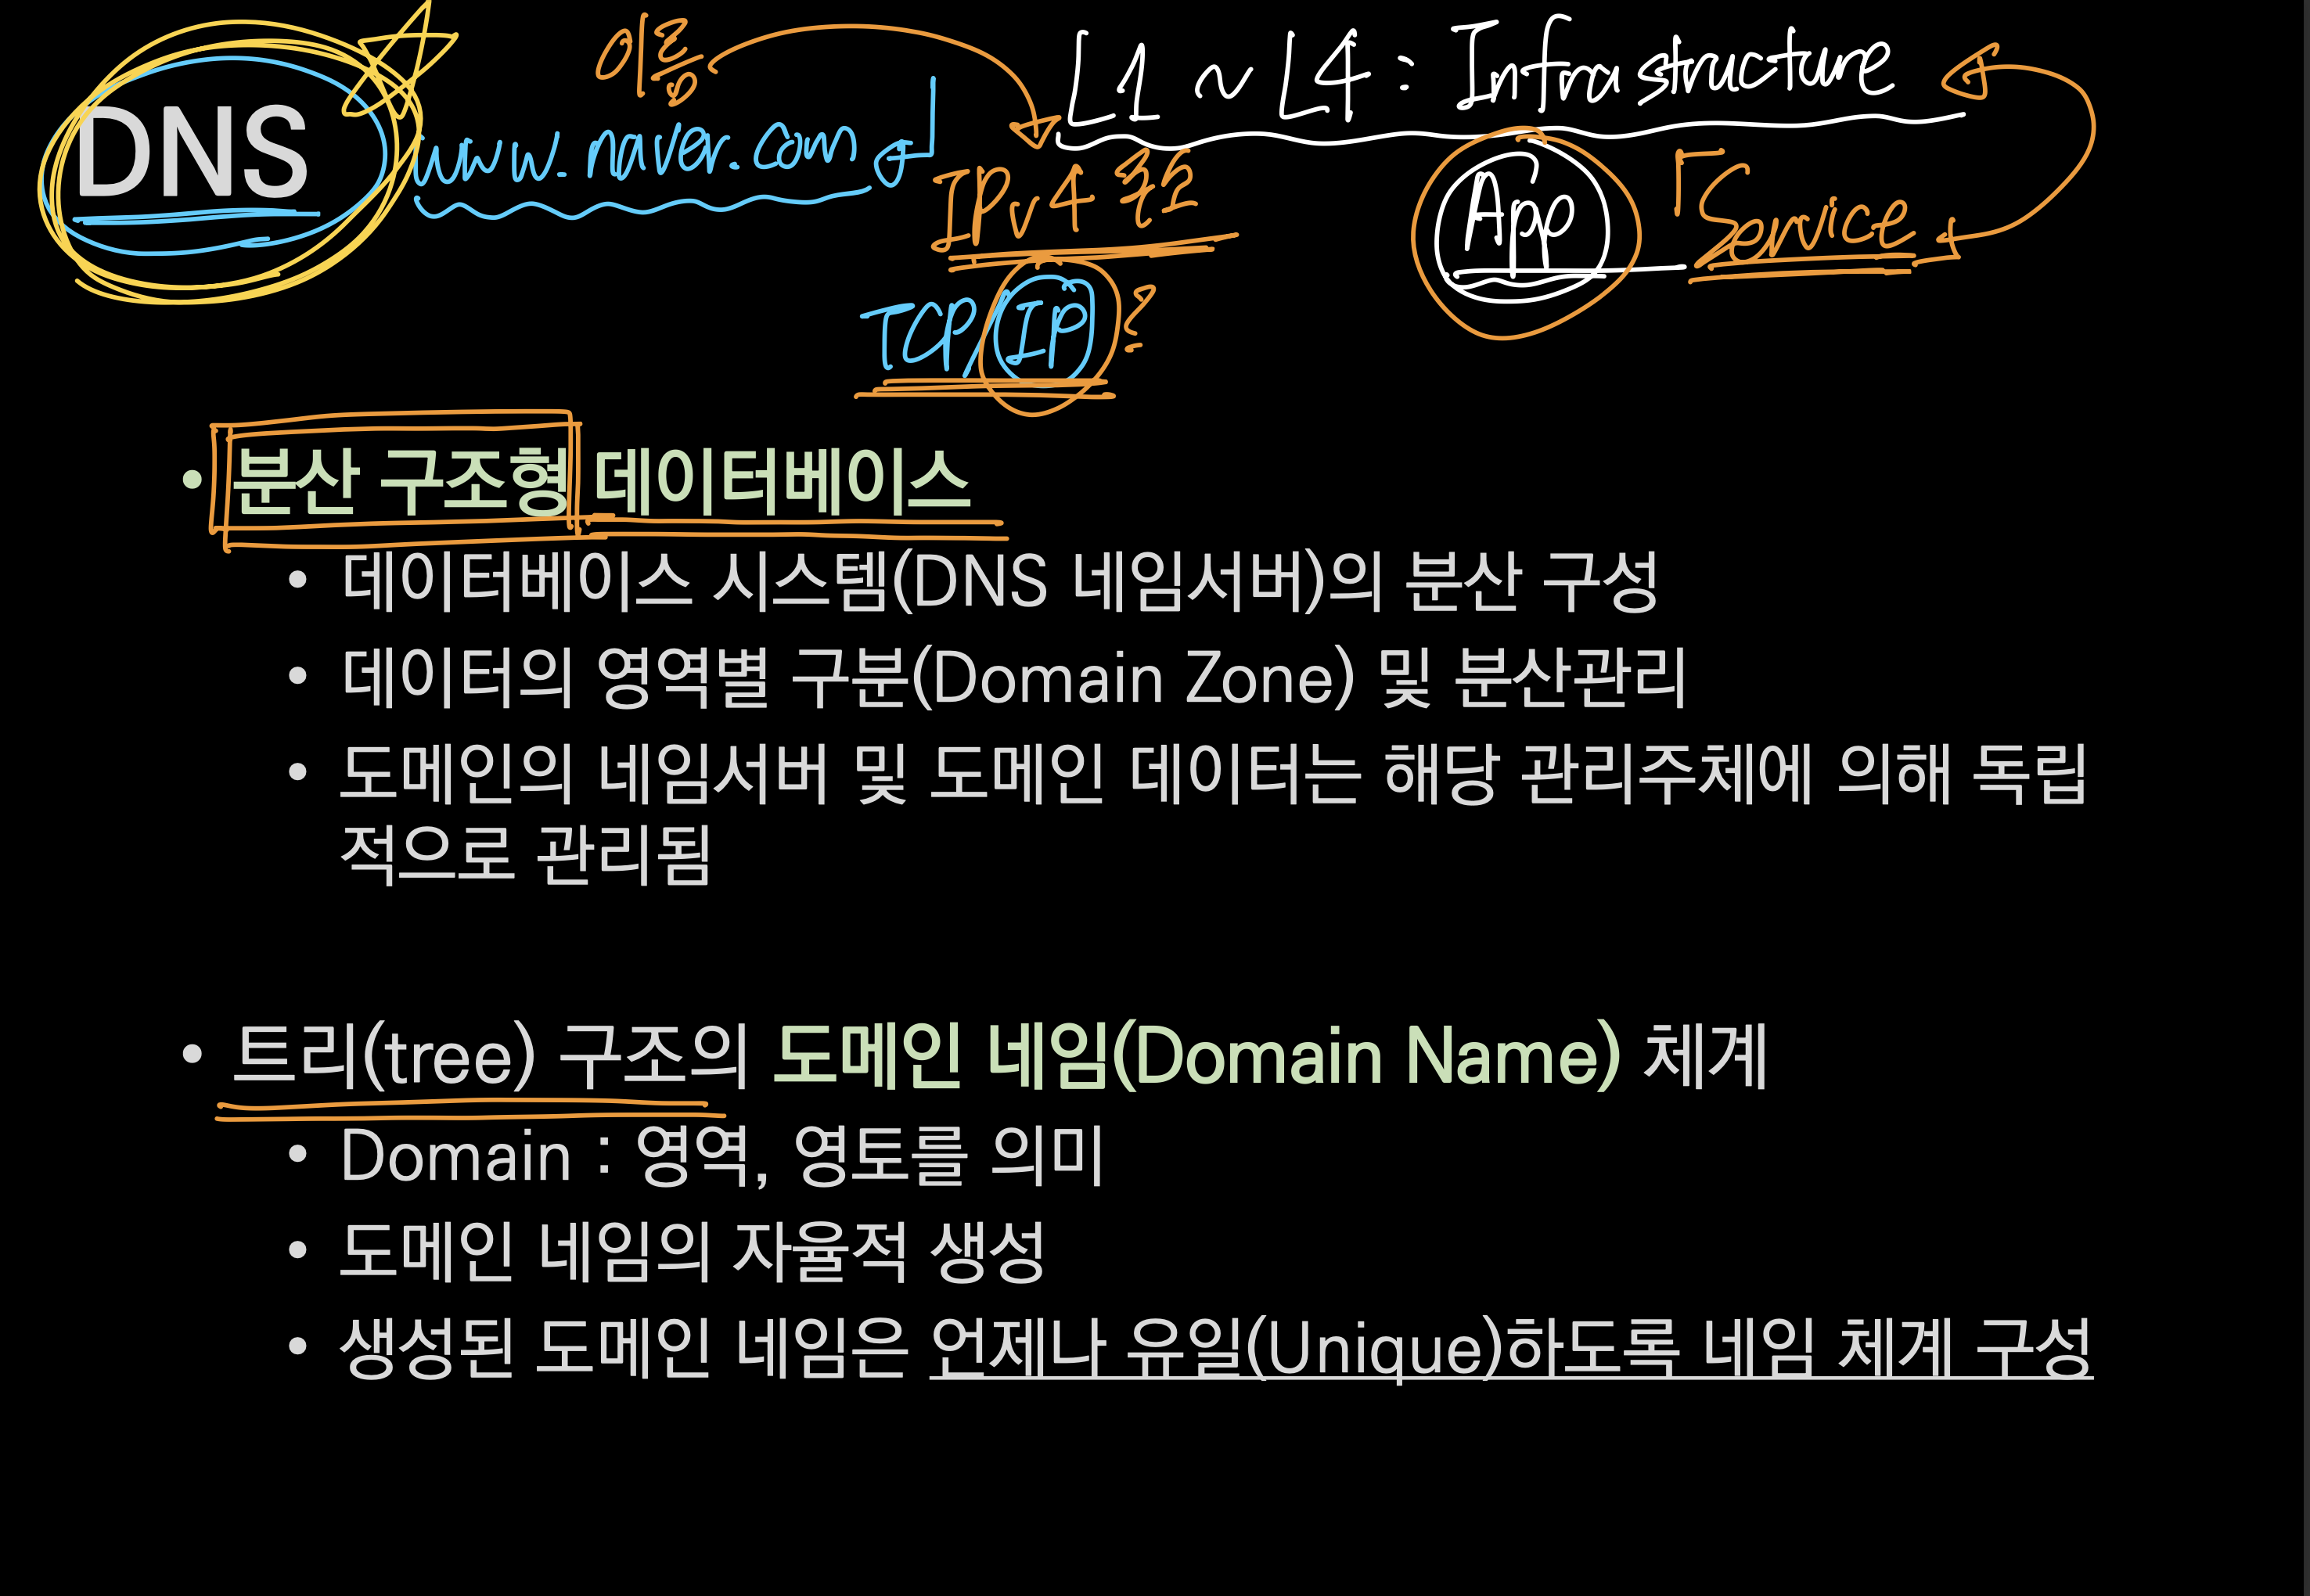 DNS
이름
L1 ~ L4 : Infrastructure
www.naver.com
IPv4 주소
App
Service
TCP/IP
• 분산 구조형 데이터베이스
• 데이터베이스 시스템(DNS 네임서버)의 분산 구성
• 데이터의 영역별 구분(Domain Zone) 및 분산관리
• 도메인의 네임서버 및 도메인 데이터는 해당 관리주체에 의해 독립
적으로 관리됨
• 트리(tree) 구조의 도메인 네임(Domain Name) 체계
• Domain : 영역, 영토를 의미
• 도메인 네임의 자율적 생성
• 생성된 도메인 네임은 언제나 유일(Unique)하도록 네임 체계 구성